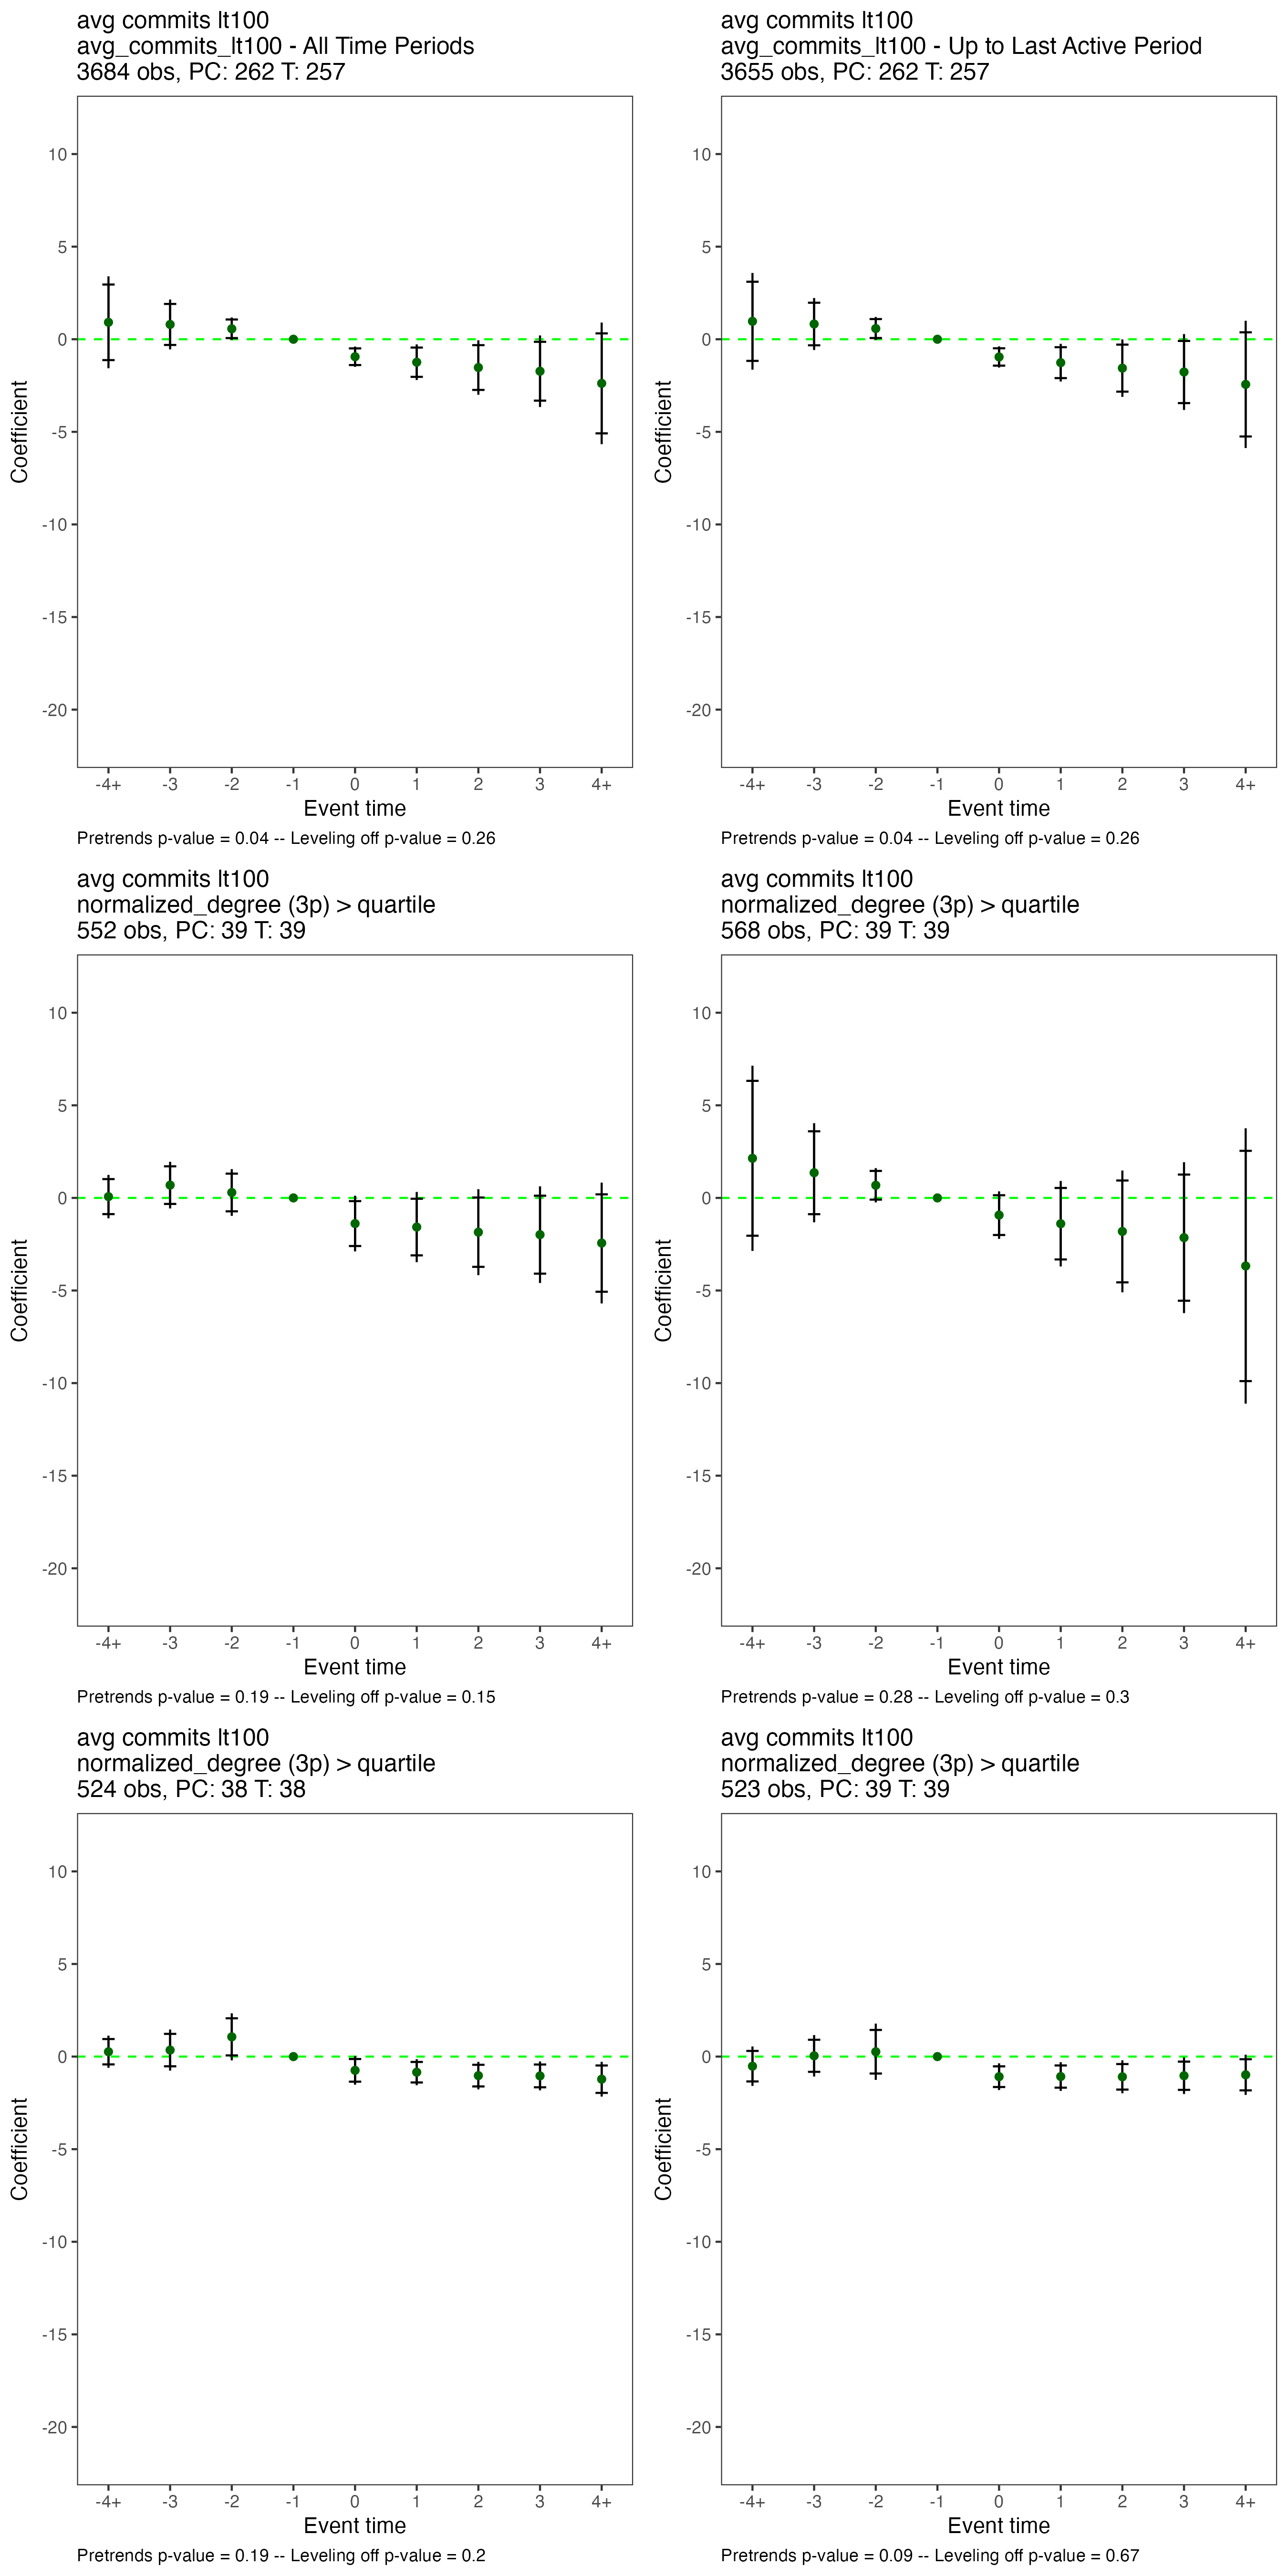 avg commits lt100
avg_commits_lt100 - All Time Periods
3684 obs, PC: 262 T: 257
10
5
0
-5
-10
-15
-20
Coefficient
-4+ -3 -2 -1 0 1 2 3 4+
Event time
Pretrends p-value = 0.04 -- Leveling off p-value = 0.26
avg commits lt100
avg_commits_lt100 - Up to Last Active Period
3655 obs, PC: 262 T: 257
10
5
0
-5
-10
-15
-20
Coefficient
-4+ -3 -2 -1 0 1 2 3 4+
Event time
Pretrends p-value = 0.04 -- Leveling off p-value = 0.26
avg commits lt100
normalized_degree (3p) > quartile
552 obs, PC: 39 T: 39
10
5
0
-5
-10
-15
-20
Coefficient
-4+ -3 -2 -1 0 1 2 3 4+
Event time
Pretrends p-value = 0.19 -- Leveling off p-value = 0.15
avg commits lt100
normalized_degree (3p) > quartile
568 obs, PC: 39 T: 39
10
5
0
-5
-10
-15
-20
Coefficient
-4+ -3 -2 -1 0 1 2 3 4+
Event time
Pretrends p-value = 0.28 -- Leveling off p-value = 0.3
avg commits lt100
normalized_degree (3p) > quartile
524 obs, PC: 38 T: 38
10
5
0
-5
-10
-15
-20
Coefficient
-4+ -3 -2 -1 0 1 2 3 4+
Event time
Pretrends p-value = 0.19 -- Leveling off p-value = 0.2
avg commits lt100
normalized_degree (3p) > quartile
523 obs, PC: 39 T: 39
10
5
0
-5
-10
-15
-20
Coefficient
-4+ -3 -2 -1 0 1 2 3 4+
Event time
Pretrends p-value = 0.09 -- Leveling off p-value = 0.67